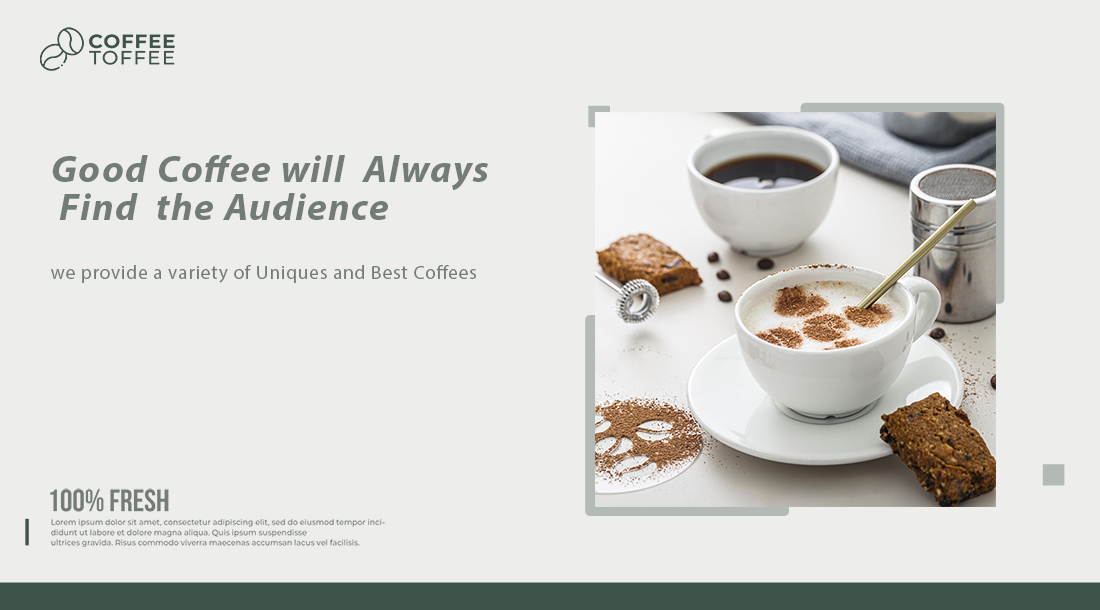 COFFEE
TOFFEE
Good Coffee will Always
Find the Audience
we provide a variety of Uniques and Best Coffees
100% FRESH
Lorem ipsum dolor sit amet, consectetur adipiscing elit, sed do eiusmod tempor inci-
didunt ut labore et dolore magna aliqua. Quis ipsum suspendisse
ultrices gravida. Risus commodo viverra maecenas accumsan lacus vel facilisis.